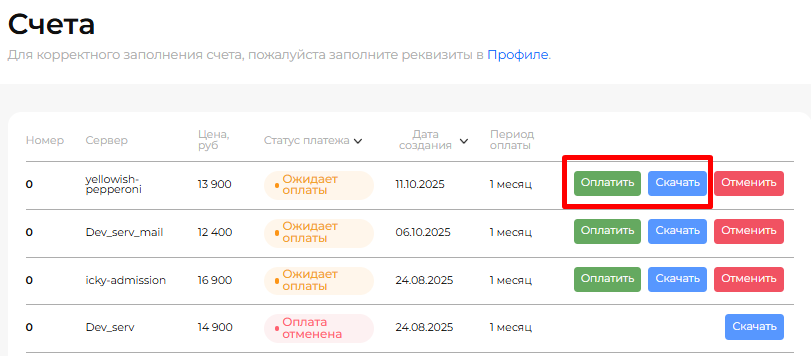 Счета
Для корректного заполнения счета, пожалуйста заполните реквизиты в Профиле.
Номер Сервер Цена, руб Статус платежа Дата создания Период оплаты
0 yellowish-pepperoni 13 900 Ожидает оплаты 11.10.2025 1 месяц Оплатить Скачать Отменить
0 Dev_serv_mail 12 400 Ожидает оплаты 06.10.2025 1 месяц Оплатить Скачать Отменить
0 icky-admission 16 900 Ожидает оплаты 24.08.2025 1 месяц Оплатить Скачать Отменить
0 Dev_serv 14 900 Оплата отменена 24.08.2025 1 месяц Скачать